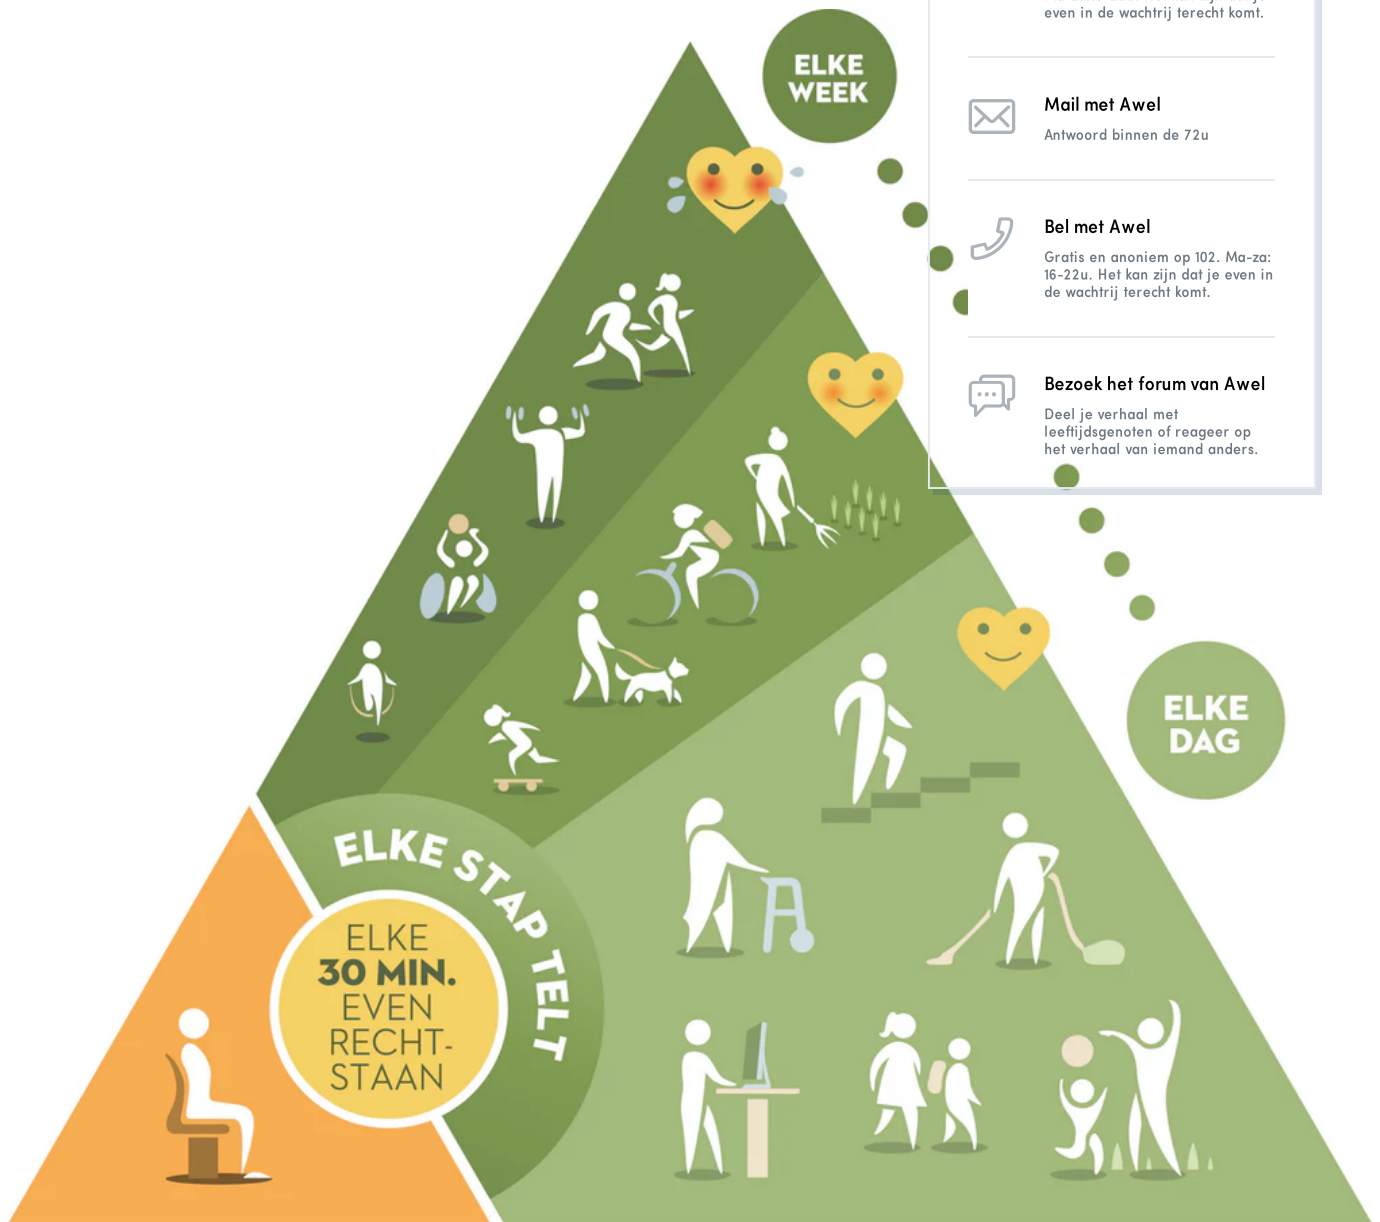 even in de wachtrij terecht komt.
ELKE
WEEK
Mail met Awel
Antwoord binnen de 72u
Bel met Awel
Gratis en anoniem op 102. Ma-za:
16-22u. Het kan zijn dat je even in
de wachtrij terecht komt.
Bezoek het forum van Awel
Deel je verhaal met
leeftijdsgenoten of reageer op
het verhaal van iemand anders.
ELKE
DAG
ELKE STAP TELT
ELKE
30 MIN.
EVEN
RECHT-
STAAN